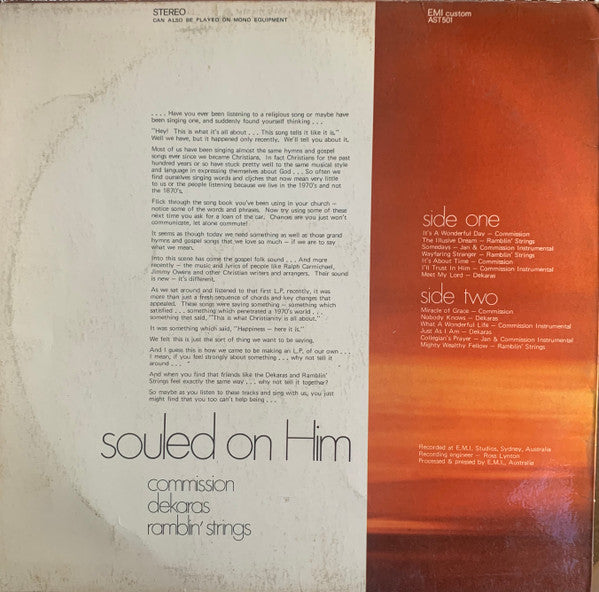 STEREO
CAN ALSO BE PLAYED ON MONO EQUIPMENT
EMI custom
AST501
. . . . Have you ever been listening to a religious song or maybe have
been singing one, and suddenly found yourself thinking . . .
"Hey! This is what it's all about . . . This song tells it like it is."
Well we have, but it happened only recently. We'll tell you about it.
Most of us have been singing almost the same hymns and gospel
songs ever since we became Christians. In fact Christians for the past
hundred years or so have stuck pretty well to the same musical style
and language in expressing themselves about God . . . So often we
find ourselves singing words and cljches that now mean very little
to us or the people listening because we live in the 1970's and not
the 1870's.
Flick through the song book you've been using in your church —
notice some of the words and phrases. Now try using some of these
next time you ask for a loan of the car. Chances are you just won't
communicate, let alone commute!
It seems as though today we need something as well as those grand
hymns and gospel songs that we love so much — if we are to say
what we mean.
Into this scene has come the gospel folk sound . . . And more
recently — the music and lyrics of people like Ralph Carmichael,
Jimmy Owens and other Christian writers and arrangers. Their sound
is new — it's different.
As we sat around and listened to that first L.P. recently, it was
more than just a fresh sequence of chords and key changes that
appealed. These songs were saying something — something which
satisfied . . . something which penetrated a 1970's world . . .
something that said, "This is what Christianity is all about."
It was something which said, "Happiness — here it is."
We felt this is just the sort of thing we want to be saying.
And I guess this is how we came to be making an L.P. of our own . . .
I mean, if you feel strongly about something . . . why not tell it
around . . .
And when you find that friends like the Dekaras and Ramblin'
Strings feel exactly the same way . . . why not tell it together?
So maybe as you listen to these tracks and sing with us, you just
might find that you too can't help being . . .
souled on Him
commission
dekaras
ramblin' strings
side one
It's A Wonderful Day — Commission
The Illusive Dream — Ramblin' Strings
Somedays — Jan & Commission Instrumental
Wayfaring Stranger — Ramblin' Strings
It's About Time — Commission
I'll Trust In Him — Commission
Meet My Lord — Dekaras
side two
Miracle of Grace — Commission
Nobody Knows — Dekaras
What A Wonderful Life — Commission Instrumental
Just As I Am — Dekaras
Collegian's Prayer — Jan & Commission Instrumental
Mighty Wealthy Fellow — Ramblin' Strings
Recorded at E.M.I. Studios, Sydney, Australia
Recording engineer — Ross Lynton
Processed & pressed by E.M.I., Australia